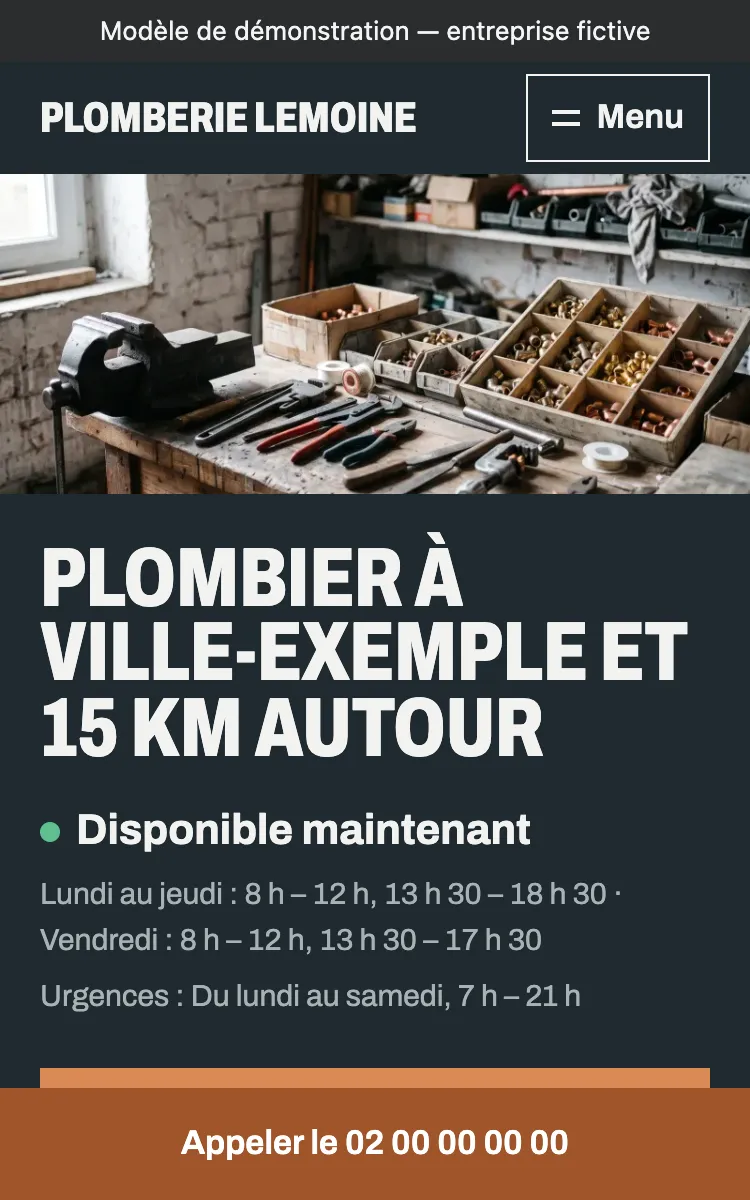 Modèle de démonstration — entreprise fictive
PLOMBERIE LEMOINE
Menu
PLOMBIER À
VILLE-EXEMPLE ET
15 KM AUTOUR
Disponible maintenant
Lundi au jeudi : 8 h – 12 h, 13 h 30 – 18 h 30 ·
Vendredi : 8 h – 12 h, 13 h 30 – 17 h 30
Urgences : Du lundi au samedi, 7 h – 21 h
Appeler le 02 00 00 00 00